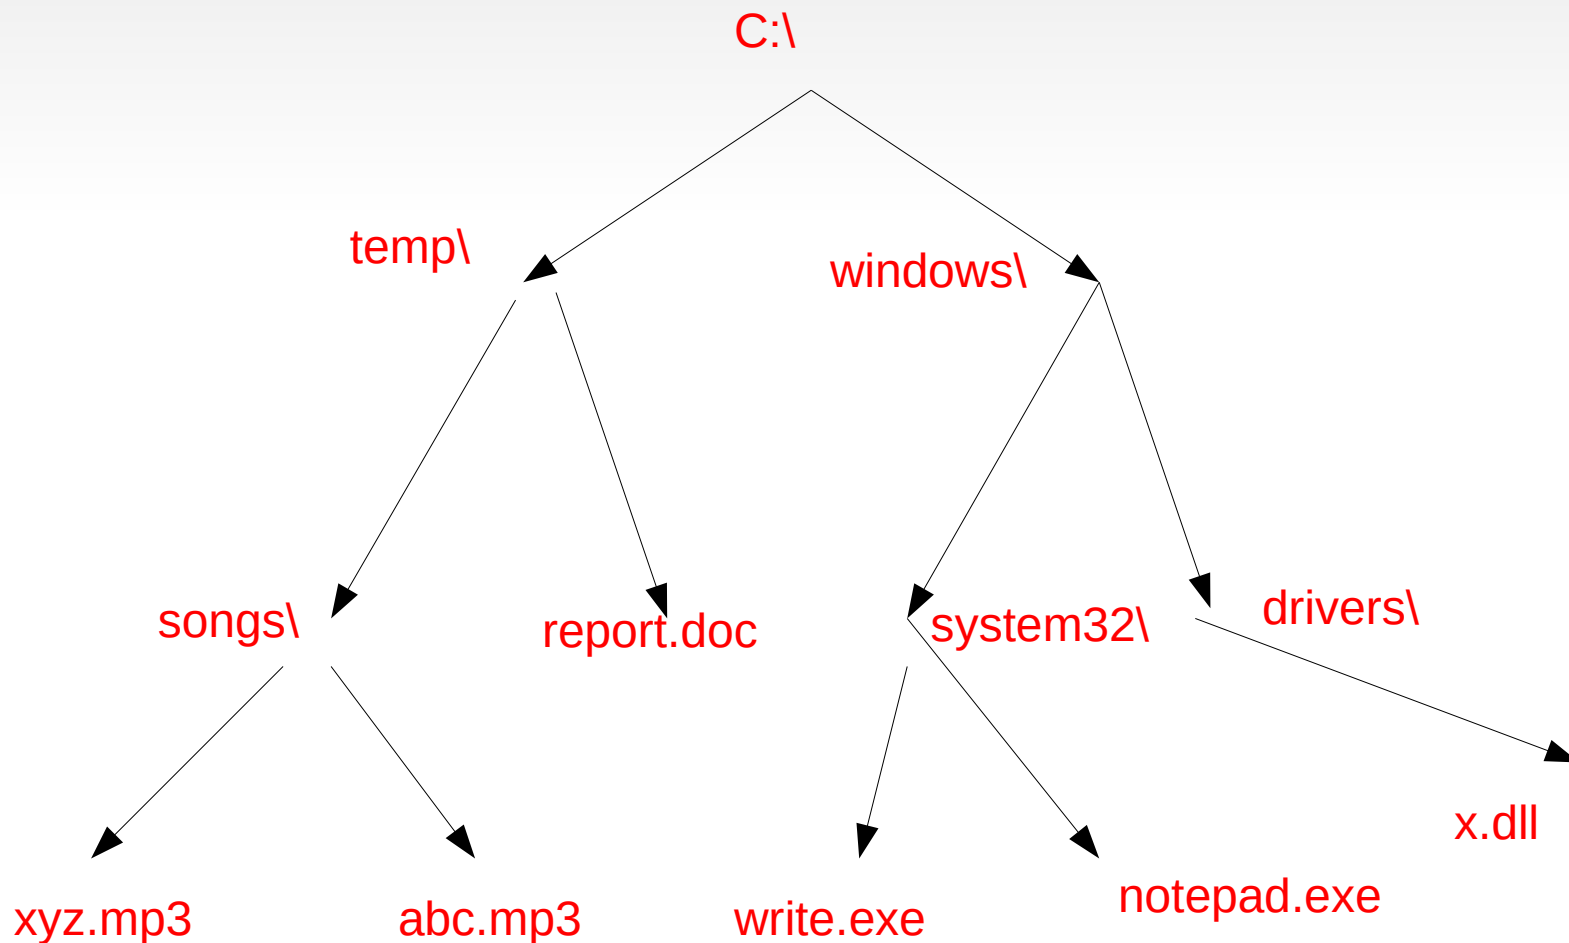 C:\
temp\
windows\
songs\
report.doc
system32\
drivers\
xyz.mp3
abc.mp3
write.exe
notepad.exe
x.dll